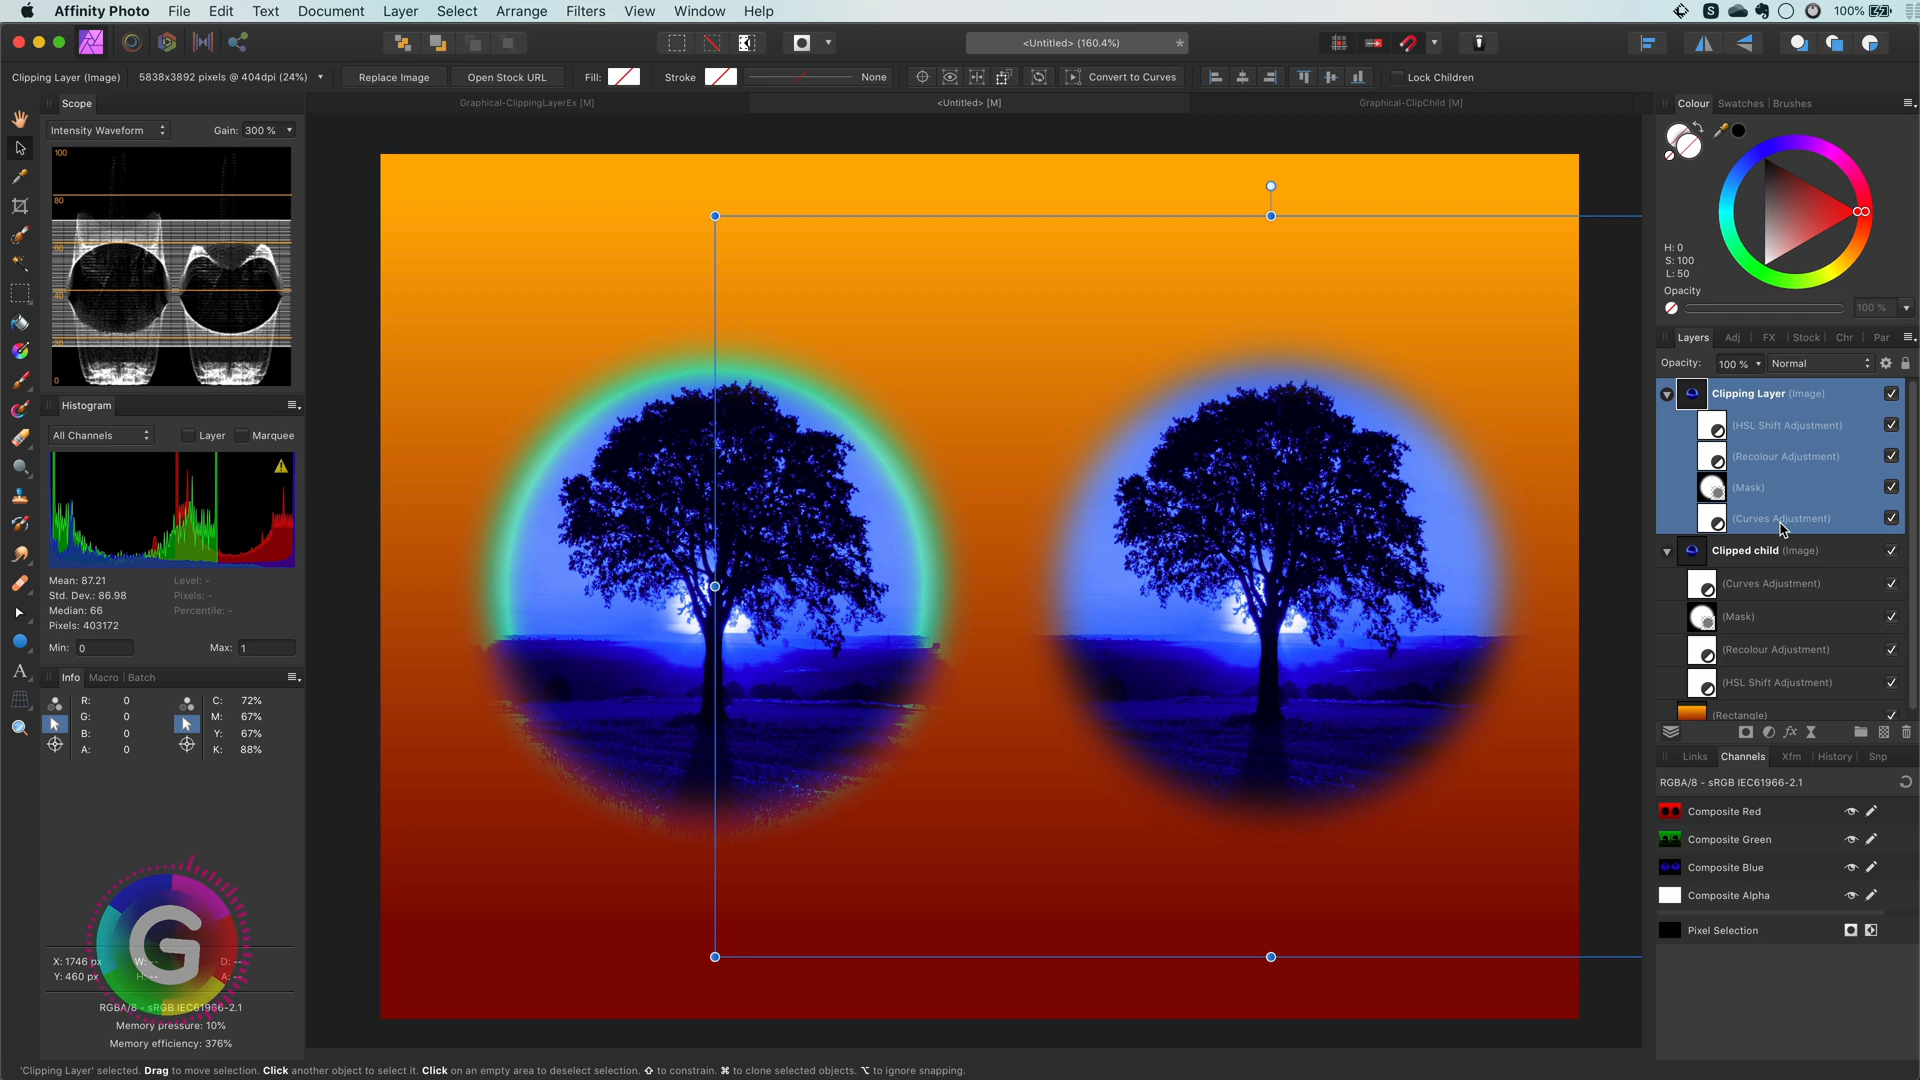 Affinity Photo File Edit Text Document Layer Select Arrange Filters View Window Help 100%
<Untitled> (160.4%) *
Clipping Layer (Image) 5838x3892 pixels @ 404dpi (24%) Replace Image Open Stock URL Fill: Stroke None Convert to Curves Lock Children
Scope
Graphical-ClippingLayerEx [M] <Untitled> [M] Graphical-ClipChild [M]
Intensity Waveform Gain: 300 %
100
80
60
40
20
0
Histogram
All Channels Layer Marquee
Mean: 87.21 Level: -
Std. Dev.: 86.98 Pixels: -
Median: 66 Percentile: -
Pixels: 403172
Min: 0 Max: 1
Info Macro Batch
R: 0 C: 72%
G: 0 M: 67%
B: 0 Y: 67%
A: 0 K: 88%
G
X: 1746 px W: -- D: --
Y: 460 px H: -- A: --
RGBA/8 - sRGB IEC61966-2.1
Memory pressure: 10%
Memory efficiency: 376%
Colour Swatches Brushes
H: 0
S: 100
L: 50
Opacity
100 %
Layers Adj FX Stock Chr Par
Opacity: 100 % Normal
Clipping Layer (Image)
(HSL Shift Adjustment)
(Recolour Adjustment)
(Mask)
(Curves Adjustment)
Clipped child (Image)
(Curves Adjustment)
(Mask)
(Recolour Adjustment)
(HSL Shift Adjustment)
(Rectangle)
Links Channels Xfm History Snp
RGBA/8 - sRGB IEC61966-2.1
Composite Red
Composite Green
Composite Blue
Composite Alpha
Pixel Selection
'Clipping Layer' selected. Drag to move selection. Click another object to select it. Click on an empty area to deselect selection. ⇧ to constrain. ⌘ to clone selected objects. ⌥ to ignore snapping.